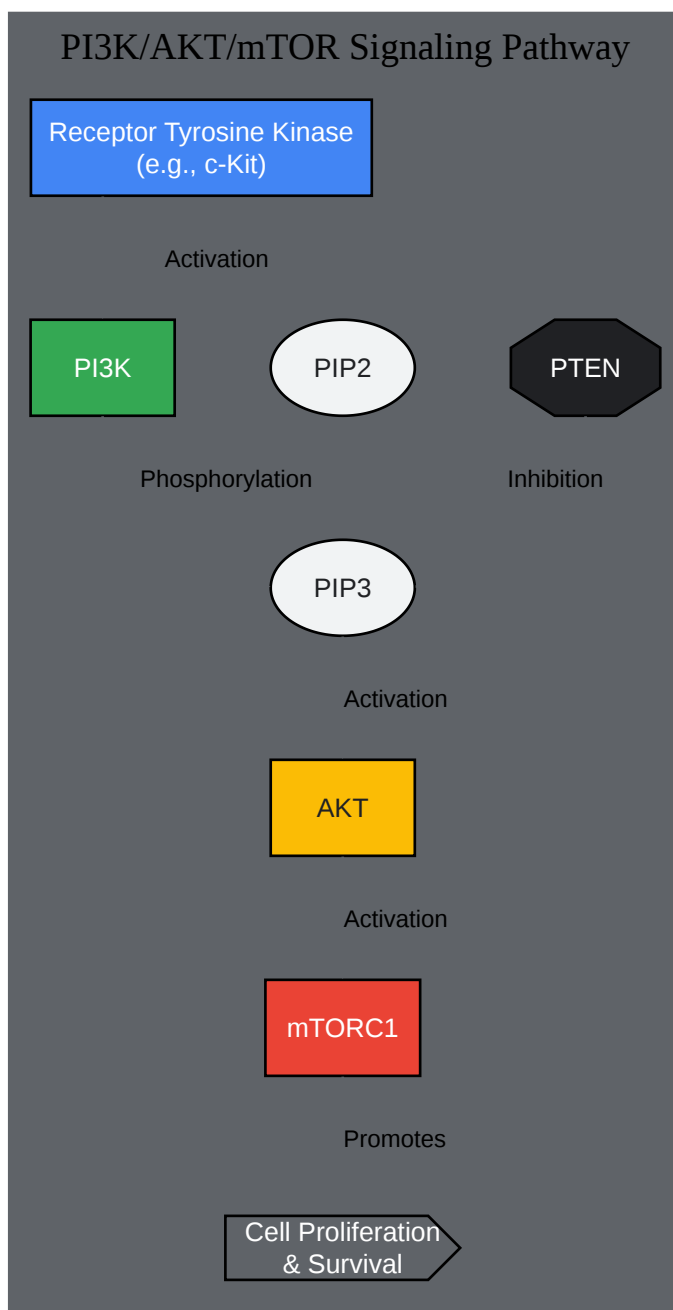 PI3K/AKT/mTOR Signaling Pathway
Receptor Tyrosine Kinase
(e.g., c-Kit)
Activation
PI3K
PIP2
PTEN
Phosphorylation
Inhibition
PIP3
Activation
AKT
Activation
mTORC1
Promotes
Cell Proliferation
& Survival